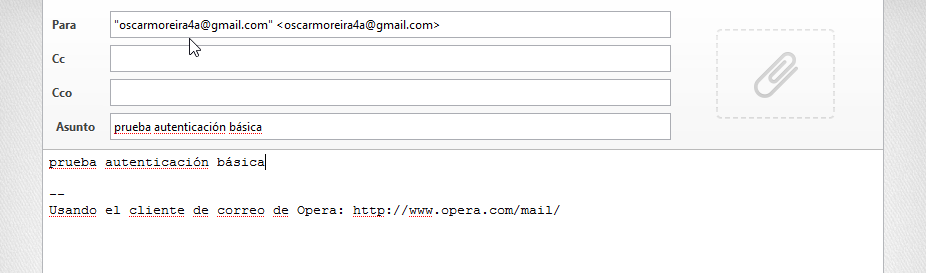 Para "oscarmoreira4a@gmail.com" <oscarmoreira4a@gmail.com>
Cc
Cco
Asunto prueba autenticación básica
prueba autenticación básica
--
Usando el cliente de correo de Opera: http://www.opera.com/mail/